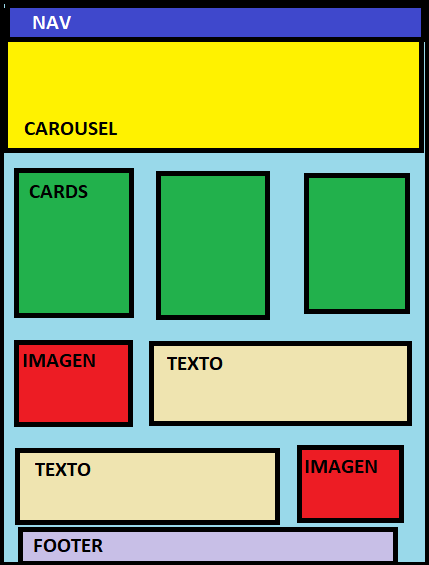 NAV
CAROUSEL
CARDS
IMAGEN
TEXTO
TEXTO
IMAGEN
FOOTER